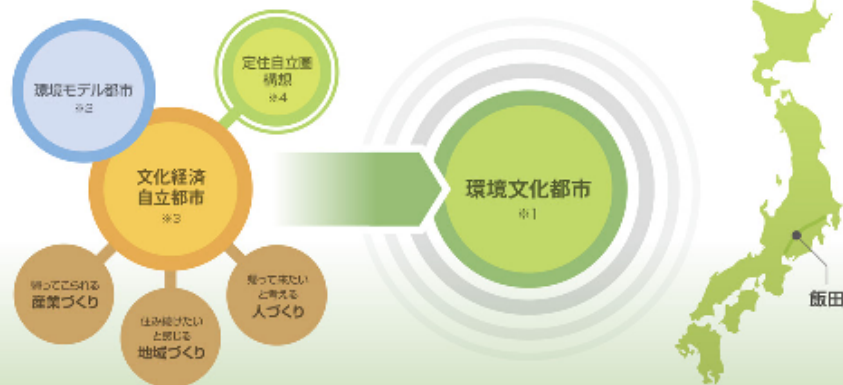 環境モデル都市
※2
定住自立圏
構想
※4
文化経済
自立都市
※3
帰ってこられる
産業づくり
住み続けたい
と感じる
地域づくり
帰って来たい
と考える
人づくり
環境文化都市
※1
飯田